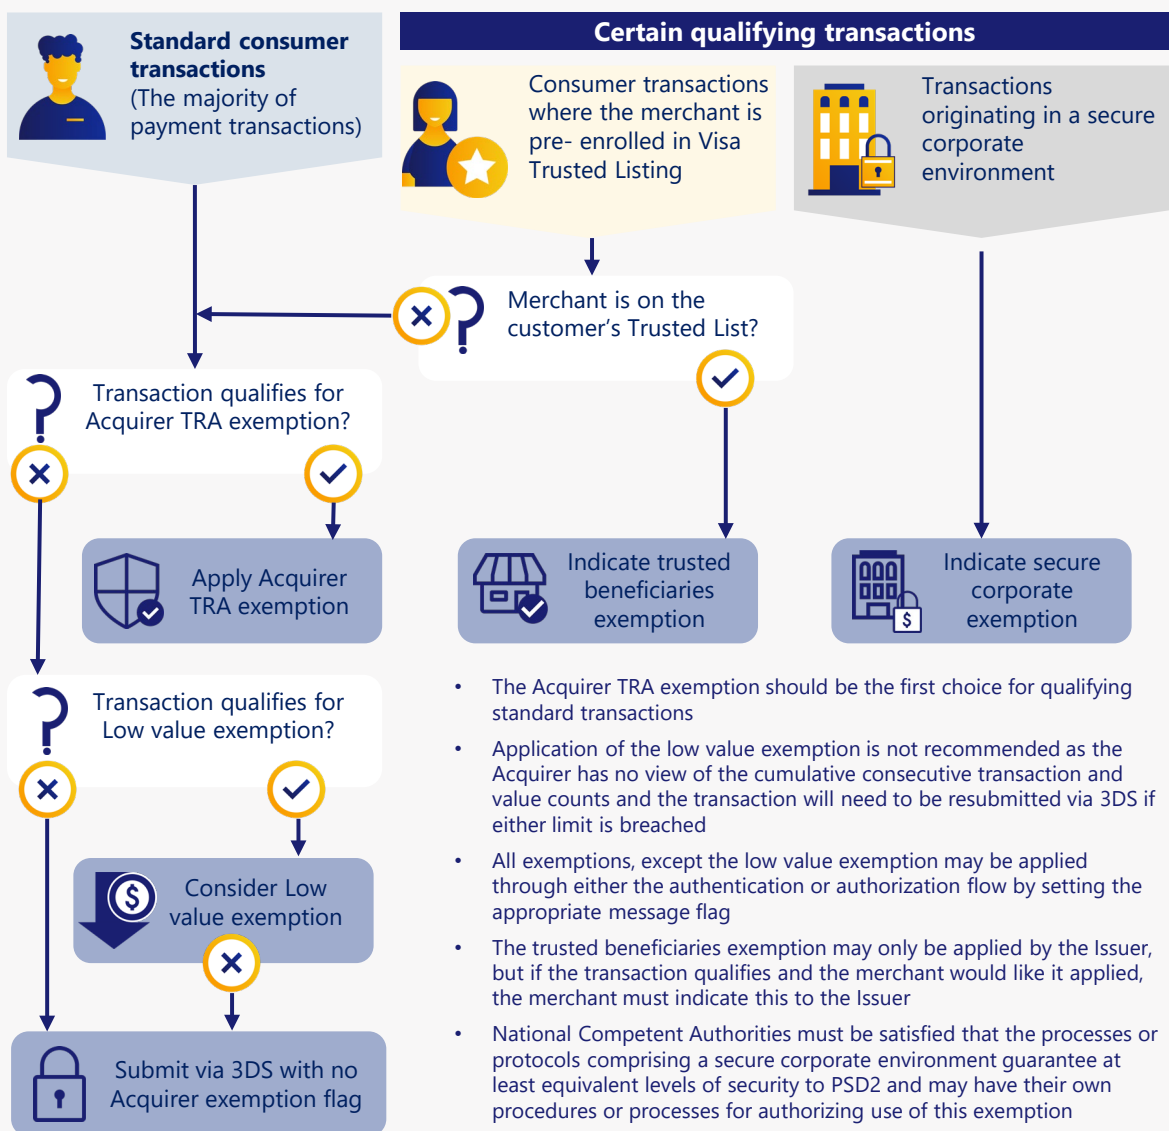 Standard consumer
transactions
(The majority of
payment transactions)
Certain qualifying transactions
Consumer transactions
where the merchant is
pre- enrolled in Visa
Trusted Listing
Transactions
originating in a secure
corporate
environment
Merchant is on the
customer’s Trusted List?
Transaction qualifies for
Acquirer TRA exemption?
Apply Acquirer
TRA exemption
Indicate trusted
beneficiaries
exemption
Indicate secure
corporate
exemption
$
Transaction qualifies for
Low value exemption?
$
Consider Low
value exemption
Submit via 3DS with no
Acquirer exemption flag
• The Acquirer TRA exemption should be the first choice for qualifying
standard transactions
• Application of the low value exemption is not recommended as the
Acquirer has no view of the cumulative consecutive transaction and
value counts and the transaction will need to be resubmitted via 3DS if
either limit is breached
• All exemptions, except the low value exemption may be applied
through either the authentication or authorization flow by setting the
appropriate message flag
• The trusted beneficiaries exemption may only be applied by the Issuer,
but if the transaction qualifies and the merchant would like it applied,
the merchant must indicate this to the Issuer
• National Competent Authorities must be satisfied that the processes or
protocols comprising a secure corporate environment guarantee at
least equivalent levels of security to PSD2 and may have their own
procedures or processes for authorizing use of this exemption